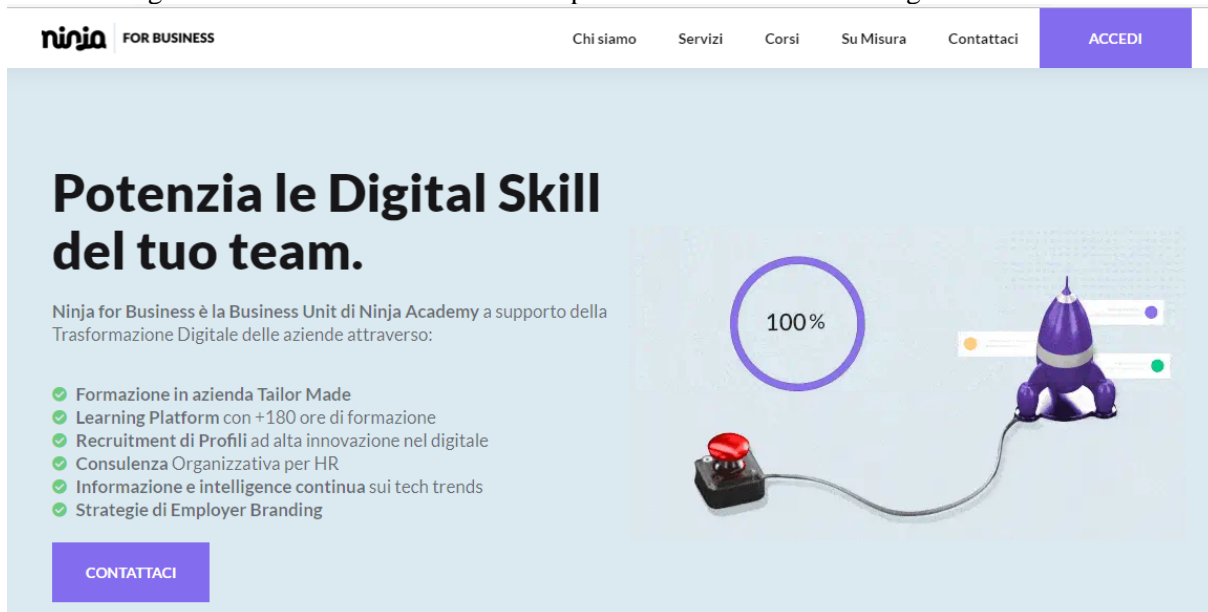 ninja FOR BUSINESS
Chi siamo
Servizi
Corsi
Su Misura
Contattaci
ACCEDI
Potenzia le Digital Skill
del tuo team.
Ninja for Business è la Business Unit di Ninja Academy a supporto della
Trasformazione Digitale delle aziende attraverso:
Formazione in azienda Tailor Made
Learning Platform con +180 ore di formazione
Recruitment di Profili ad alta innovazione nel digitale
Consulenza Organizzativa per HR
Informazione e intelligence continua sui tech trends
Strategie di Employer Branding
CONTATTACI
100%